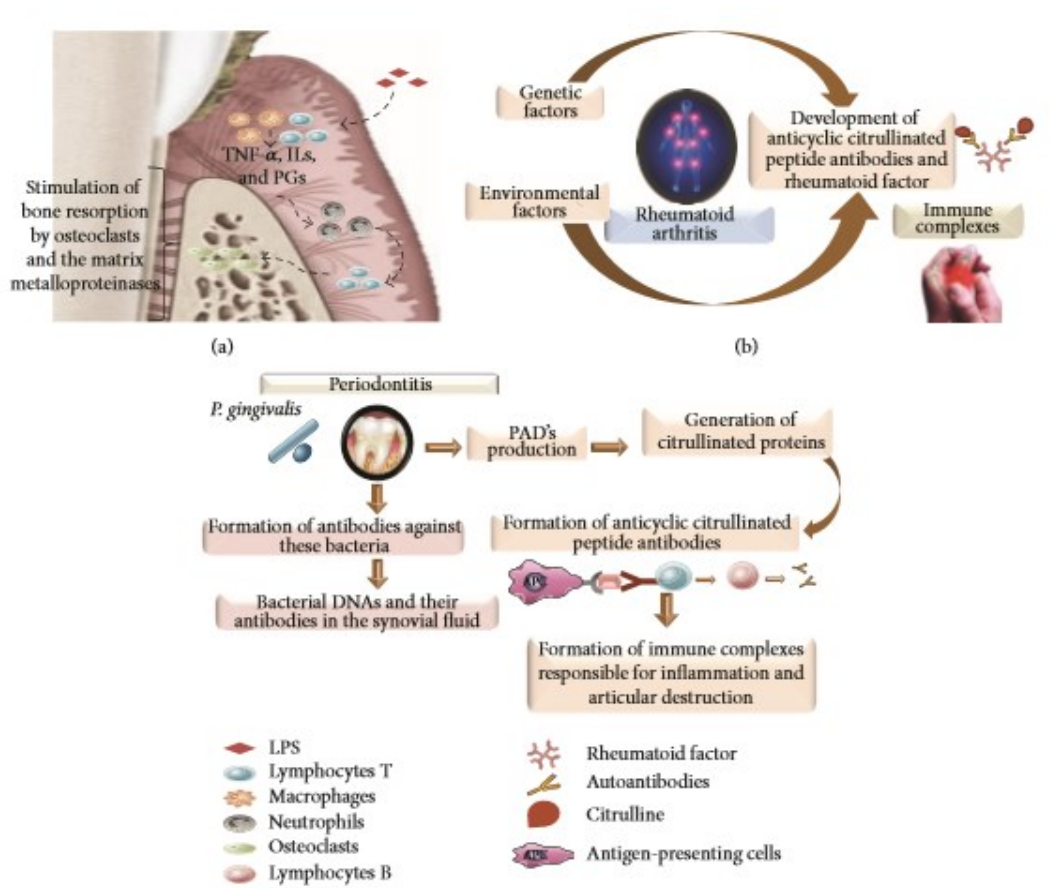 TNF-α, ILs,
and PGs
Stimulation of
bone resorption
by osteoclasts
and the matrix
metalloproteinases
(a)
Genetic
factors
Environmental
factors
Rheumatoid
arthritis
Development of
anticyclic citrullinated
peptide antibodies and
rheumatoid factor
Immune
complexes
(b)
Periodontitis
P. gingivalis
PAD's
production
Generation of
citrullinated proteins
Formation of antibodies against
these bacteria
Formation of anticyclic citrullinated
peptide antibodies
Bacterial DNAs and their
antibodies in the synovial fluid
Formation of immune complexes
responsible for inflammation and
articular destruction
LPS
Lymphocytes T
Macrophages
Neutrophils
Osteoclasts
Lymphocytes B
Rheumatoid factor
Autoantibodies
Citrulline
Antigen-presenting cells